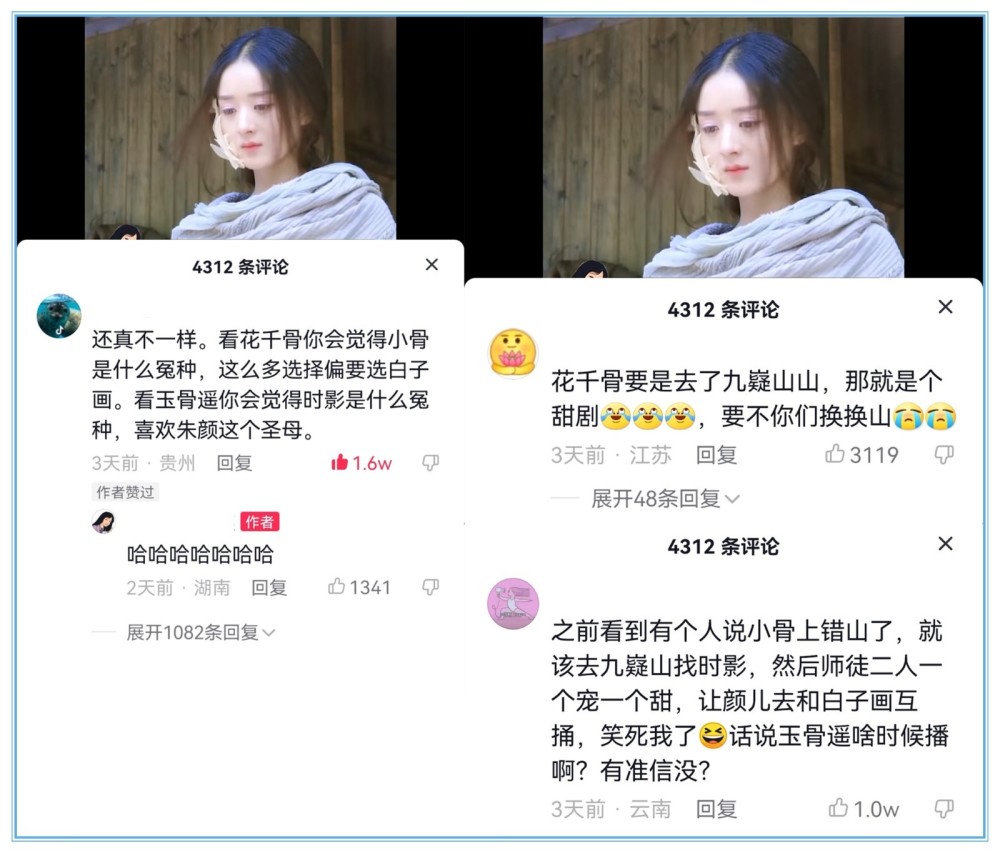 4312 条评论
还真不一样。看花千骨你会觉得小骨
是什么冤种，这么多选择偏要选白子
画。看玉骨遥你会觉得时影是什么冤
种，喜欢朱颜这个圣母。
3天前 · 贵州 回复 1.6w
作者赞过
作者
哈哈哈哈哈哈哈
2天前 · 湖南 回复 1341
展开1082条回复
4312 条评论
花千骨要是去了九嶷山山，那就是个
甜剧😹😹😹，要不你们换换山😭😭
3天前 · 江苏 回复 3119
展开48条回复
4312 条评论
之前看到有个人说小骨上错山了，就
该去九嶷山找时影，然后师徒二人一
个宠一个甜，让颜儿去和白子画互
捅，笑死我了😆话说玉骨遥啥时候播
啊？有准信没？
3天前 · 云南 回复 1.0w